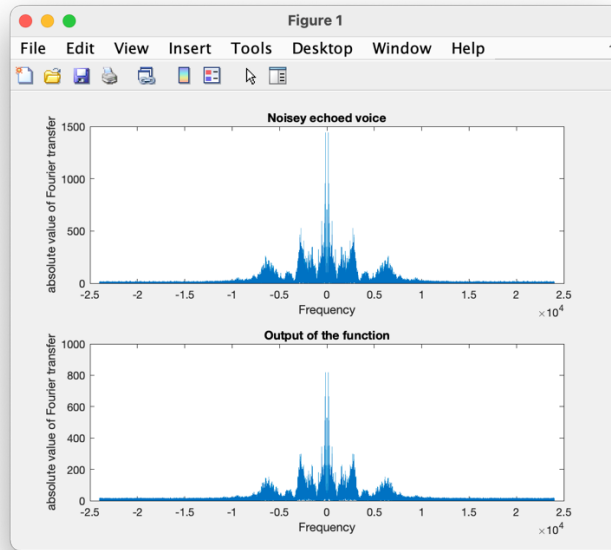 Figure 1
File Edit View Insert Tools Desktop Window Help
Noisey echoed voice
absolute value of Fourier transfer
1500
1000
500
0
-2.5 -2 -1.5 -1 -0.5 0 0.5 1 1.5 2 2.5
Frequency
×10^4
Output of the function
absolute value of Fourier transfer
1000
800
600
400
200
0
-2.5 -2 -1.5 -1 -0.5 0 0.5 1 1.5 2 2.5
Frequency
×10^4